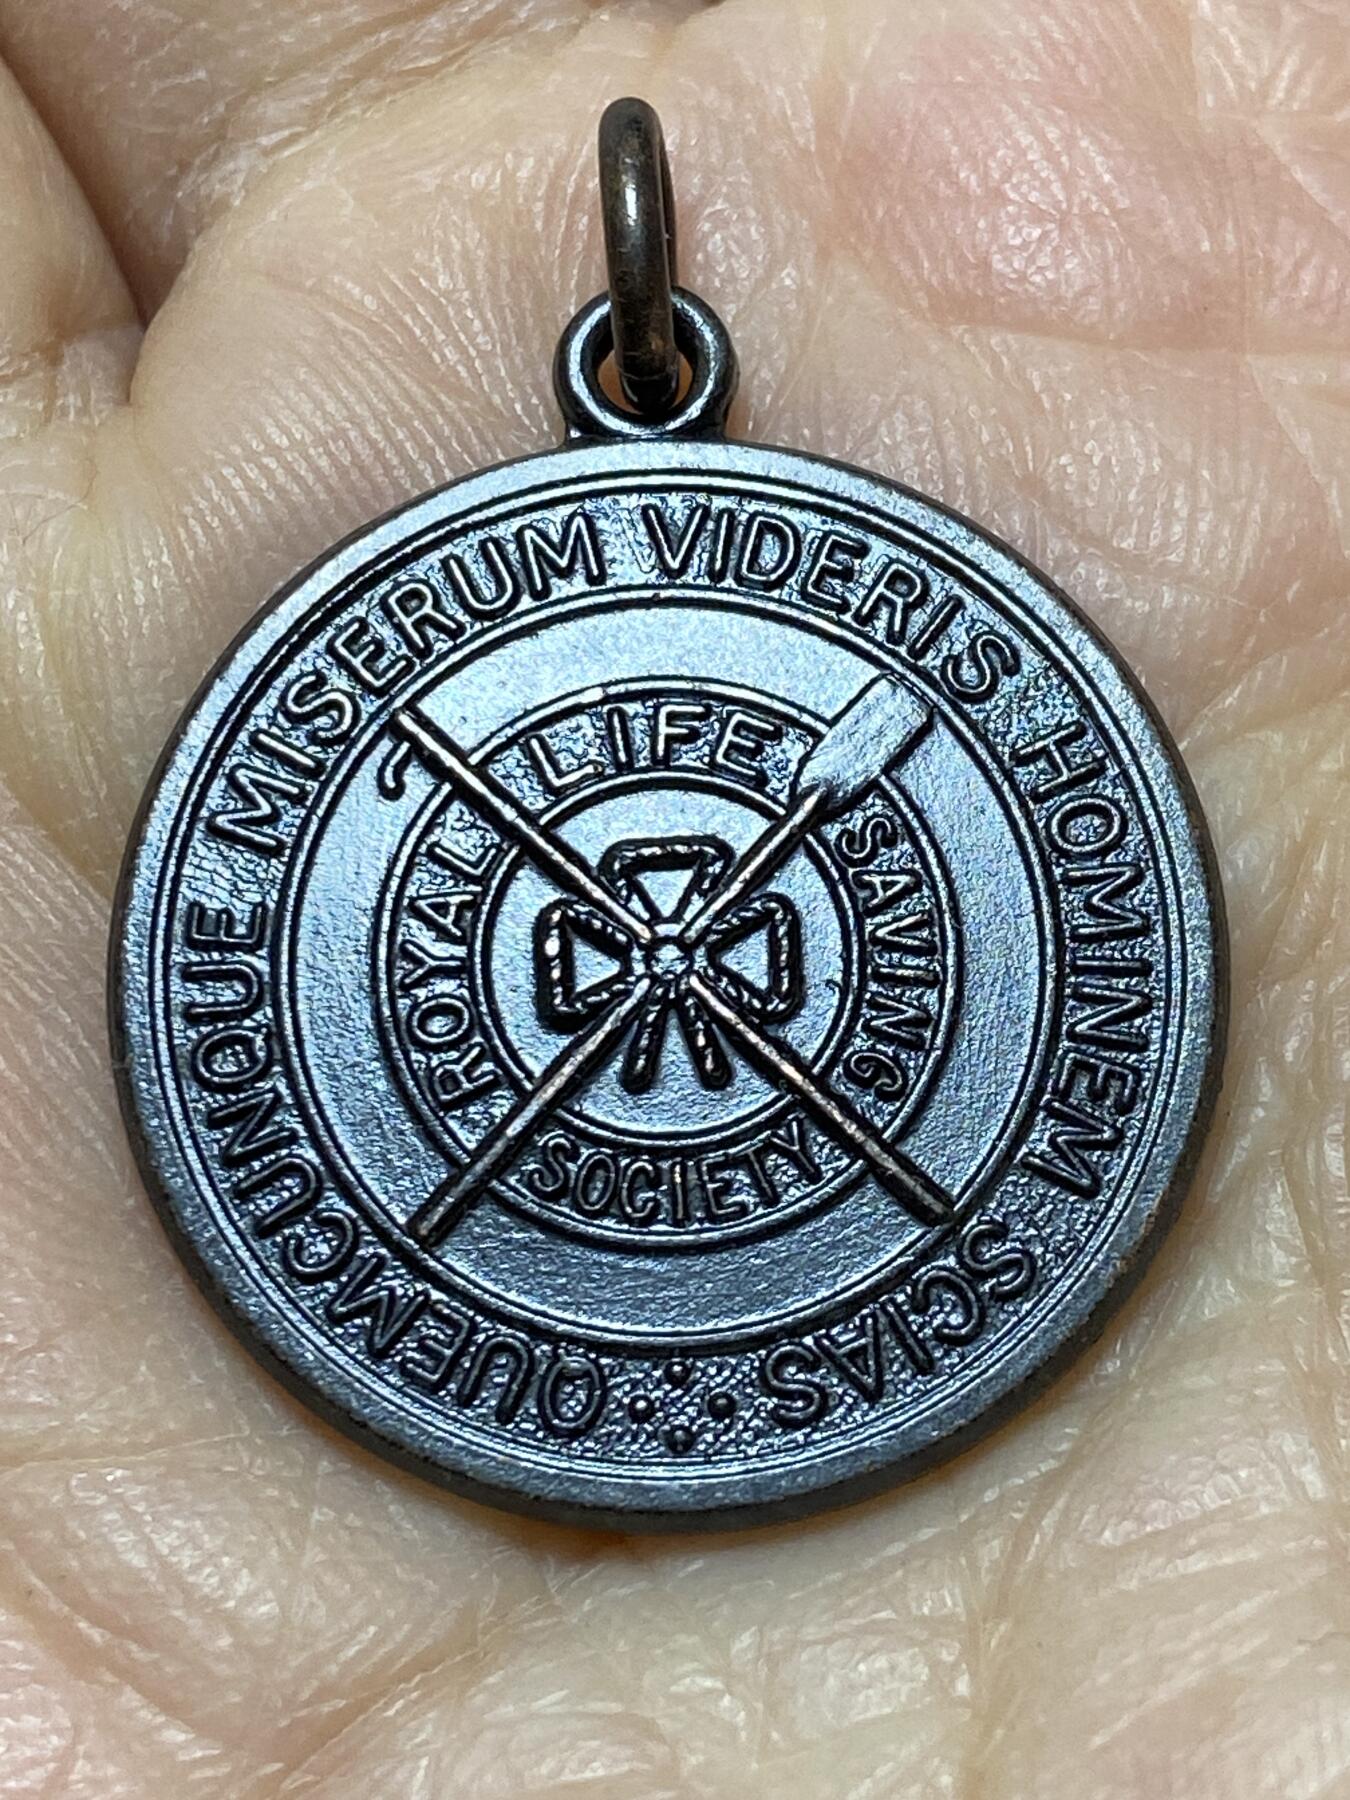 QUEMCUNQUE MISERUM VIDERIS HOMINEM SCIAS
ROYAL LIFE SAVING SOCIETY